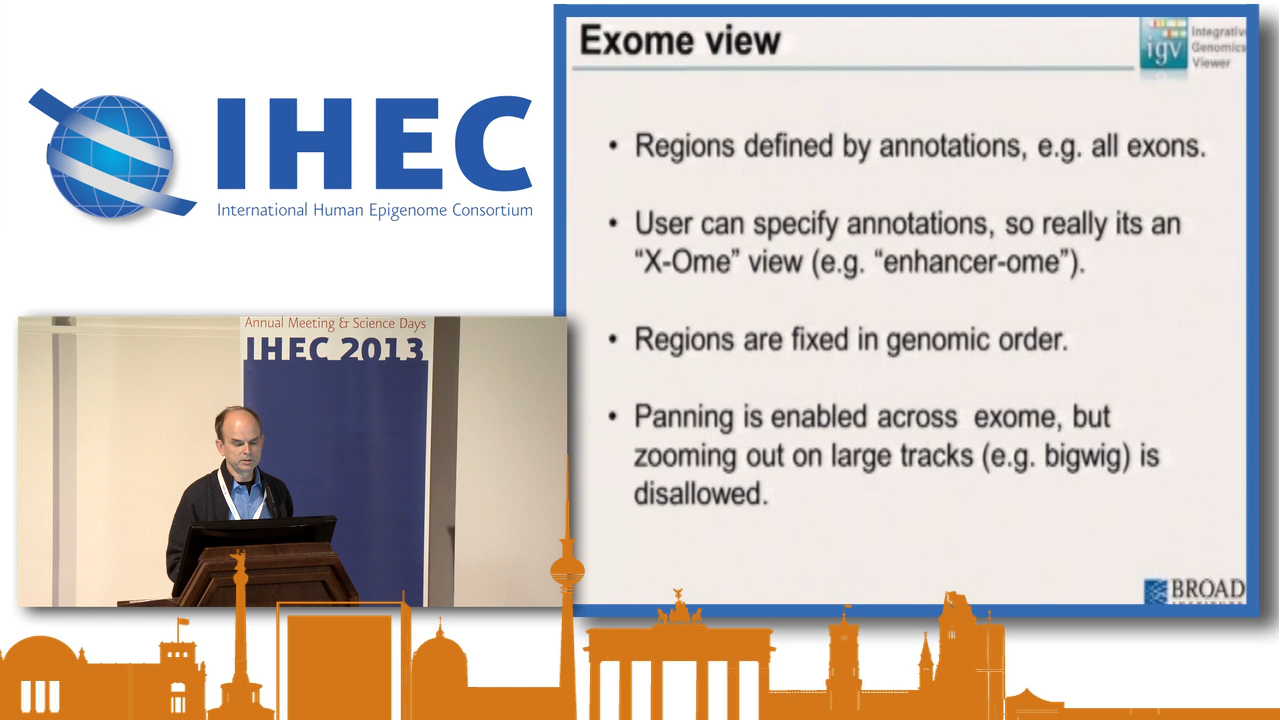 IHEC
International Human Epigenome Consortium
Annual Meeting & Science Days
IHEC 2013
Exome view
igv
Integrative
Genomics
Viewer
• Regions defined by annotations, e.g. all exons.
• User can specify annotations, so really its an
“X-Ome” view (e.g. “enhancer-ome”).
• Regions are fixed in genomic order.
• Panning is enabled across exome, but
zooming out on large tracks (e.g. bigwig) is
disallowed.
BROAD